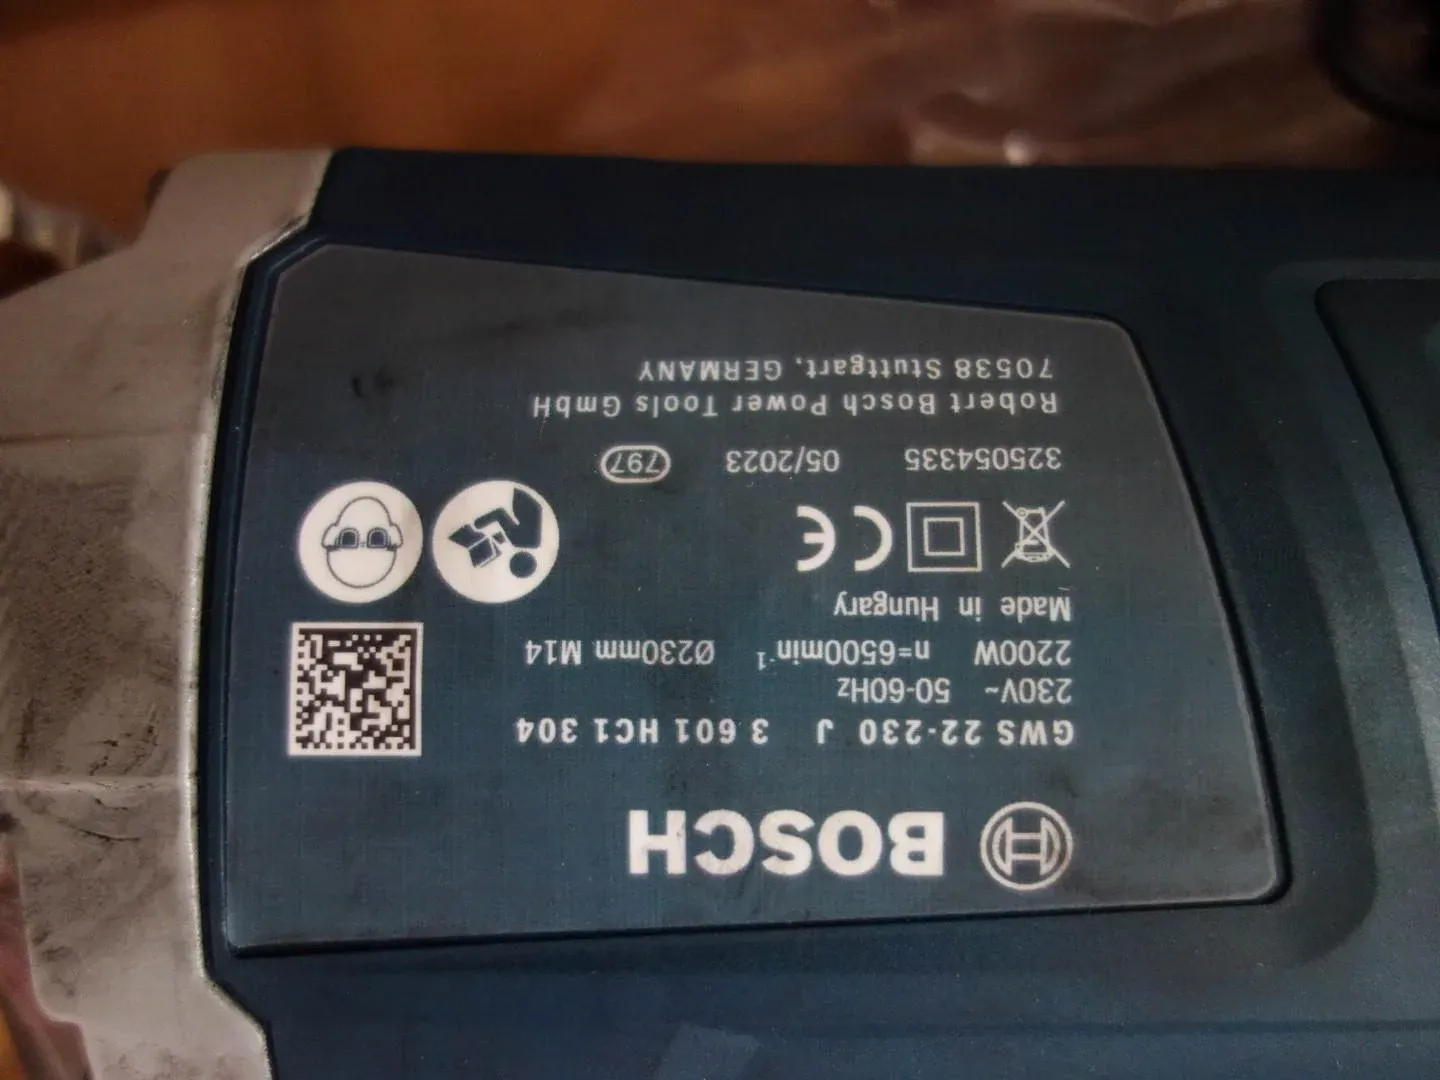 BOSCH
GWS 22-230 J 3 601 HC1 304
230V~ 50-60Hz
2200W n=6500min⁻¹ Ø230mm M14
Made in Hungary
CE
325054335 05/2023 797
Robert Bosch Power Tools GmbH
70538 Stuttgart, GERMANY